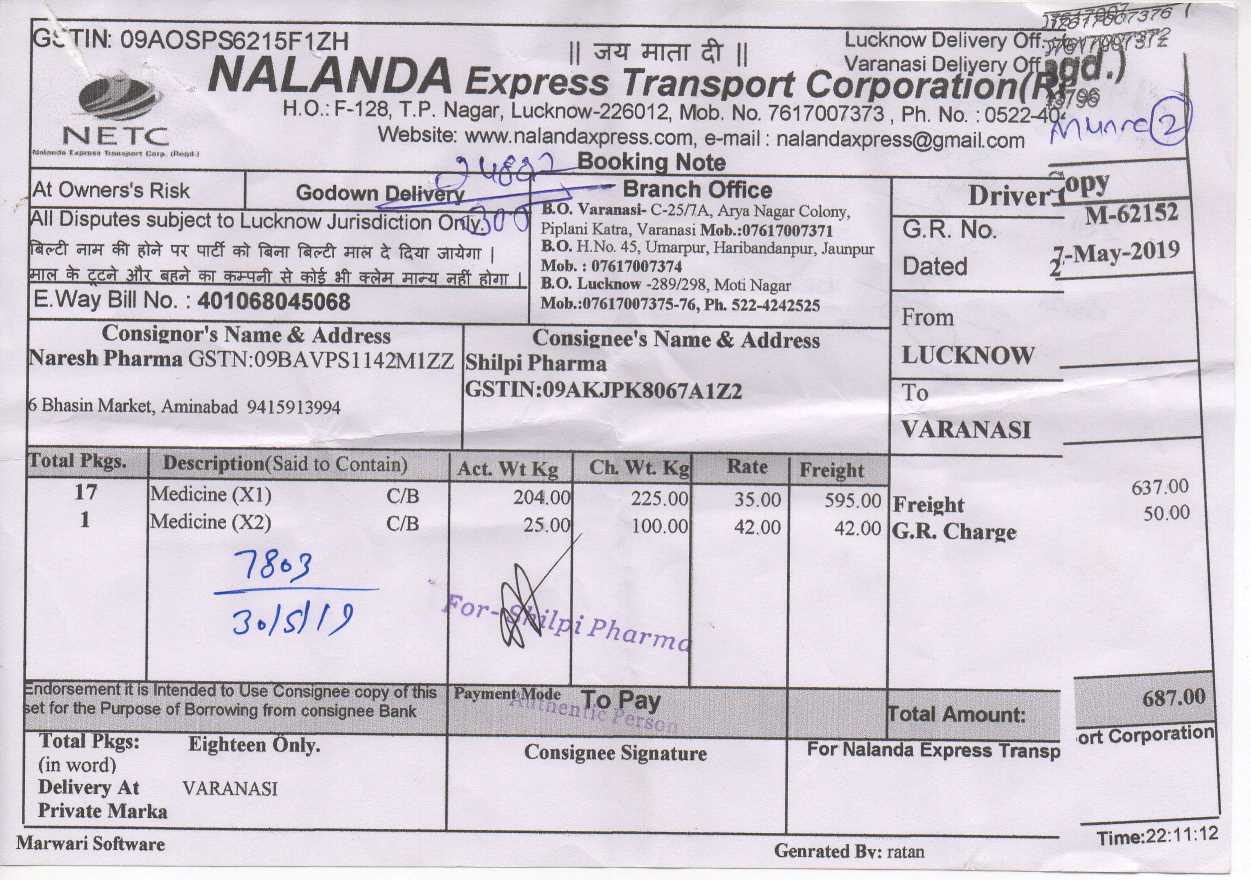 GSTIN: 09AOSPS6215F1ZH
|| जय माता दी ||
Lucknow Delivery Off
Varanasi Delivery Off
NALANDA Express Transport Corporation(Regd.)
H.O.: F-128, T.P. Nagar, Lucknow-226012, Mob. No. 7617007373 , Ph. No. : 0522-40
Website: www.nalandaxpress.com, e-mail : nalandaxpress@gmail.com
NETC
Nalanda Express Transport Corp. (Regd.)
2
Booking Note
At Owners's Risk
Godown Delivery
300
Branch Office
Driver Copy
All Disputes subject to Lucknow Jurisdiction Only.
बिल्टी नाम की होने पर पार्टी को बिना बिल्टी माल दे दिया जायेगा |
माल के टूटने और बहने का कम्पनी से कोई भी क्लेम मान्य नहीं होगा |
E.Way Bill No. : 401068045068
B.O. Varanasi- C-25/7A, Arya Nagar Colony,
Piplani Katra, Varanasi Mob.:07617007371
B.O. H.No. 45, Umarpur, Haribandanpur, Jaunpur
Mob. : 07617007374
B.O. Lucknow -289/298, Moti Nagar
Mob.:07617007375-76, Ph. 522-4242525
G.R. No. M-62152
Dated 27-May-2019
From
LUCKNOW
To
VARANASI
Consignor's Name & Address
Naresh Pharma GSTN:09BAVPS1142M1ZZ
6 Bhasin Market, Aminabad 9415913994
Consignee's Name & Address
Shilpi Pharma
GSTIN:09AKJPK8067A1Z2
Total Pkgs. Description(Said to Contain) Act. Wt Kg Ch. Wt. Kg Rate Freight
17 Medicine (X1) C/B 204.00 225.00 35.00 595.00
1 Medicine (X2) C/B 25.00 100.00 42.00 42.00
Freight 637.00
G.R. Charge 50.00
7803
30/5/19
For- Shilpi Pharma
Authentic Person
Endorsement it is Intended to Use Consignee copy of this
set for the Purpose of Borrowing from consignee Bank
Payment Mode To Pay
Total Amount: 687.00
Total Pkgs: Eighteen Only.
(in word)
Delivery At VARANASI
Private Marka
Consignee Signature
For Nalanda Express Transport Corporation
Marwari Software
Genrated By: ratan
Time:22:11:12